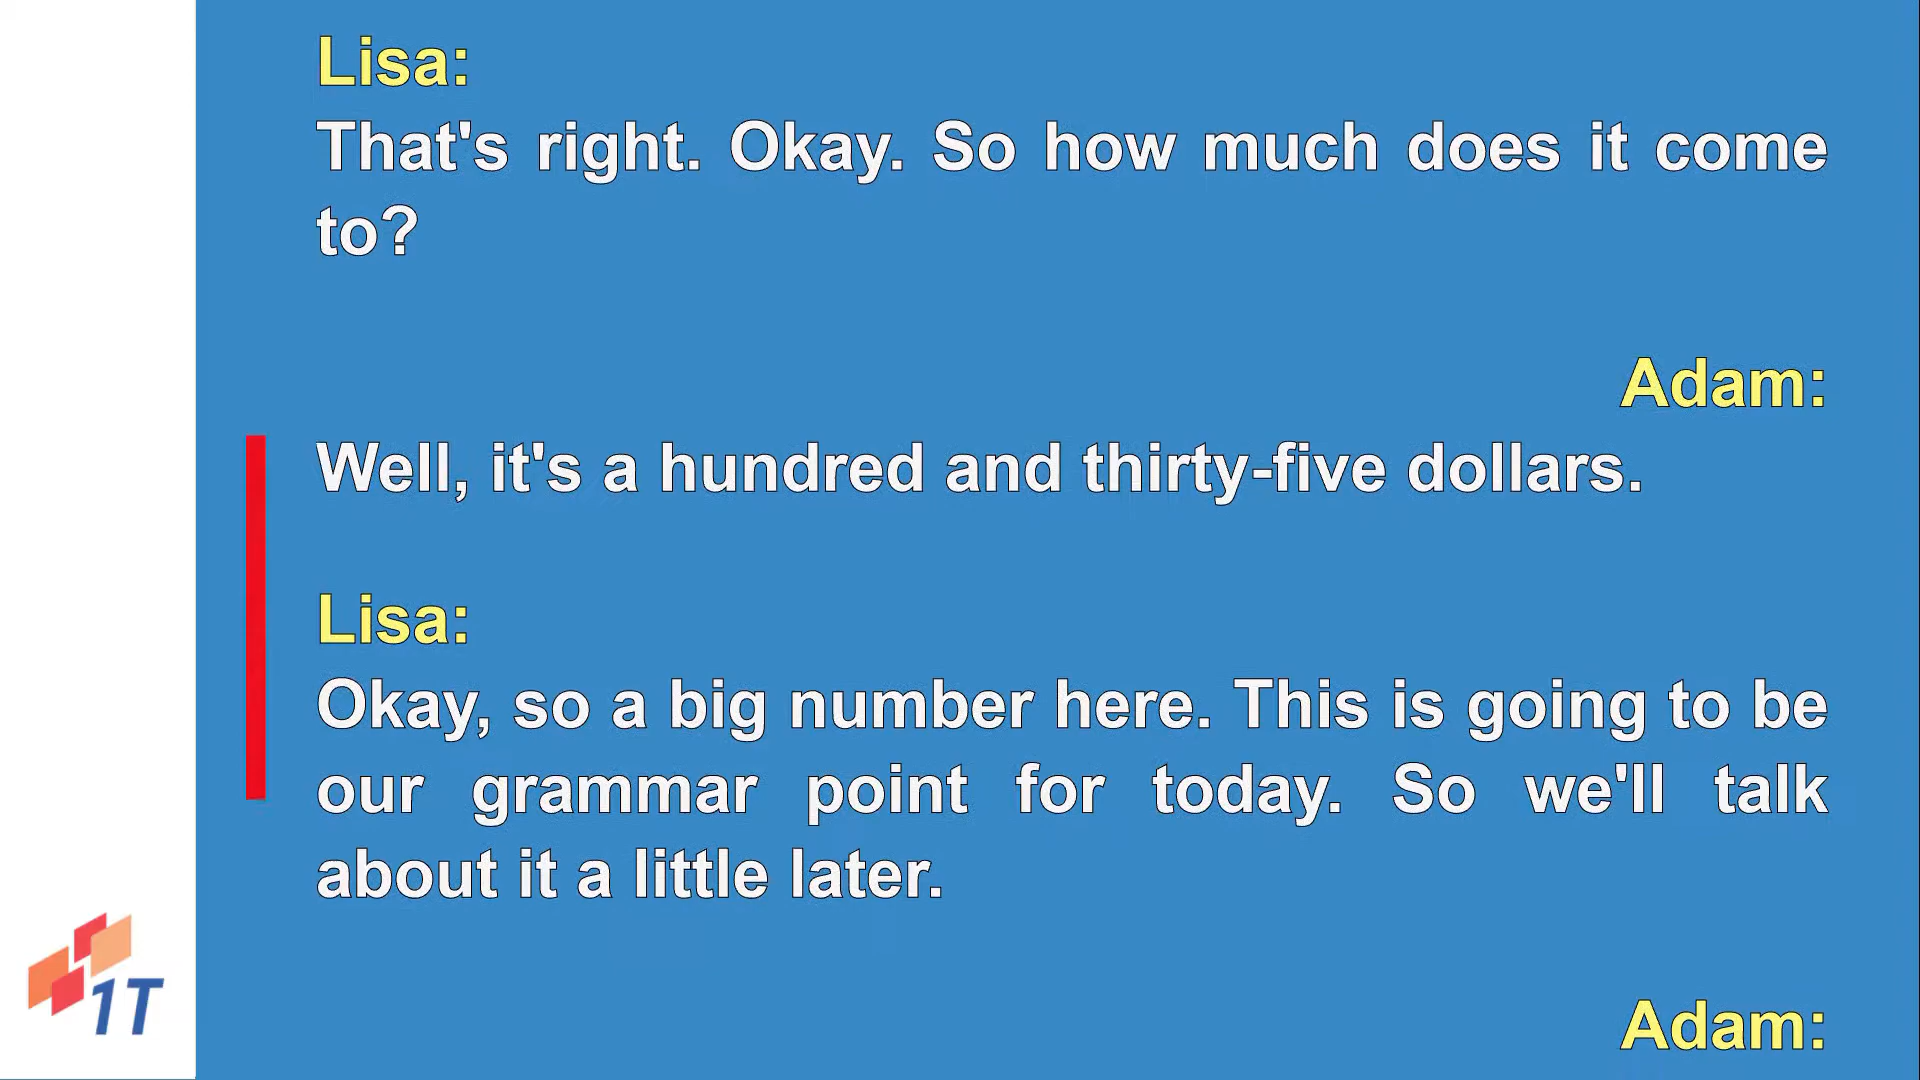 Lisa:
That's right. Okay. So how much does it come
to?
Adam:
Well, it's a hundred and thirty-five dollars.
Lisa:
Okay, so a big number here. This is going to be
our grammar point for today. So we'll talk
about it a little later.
1T
Adam: